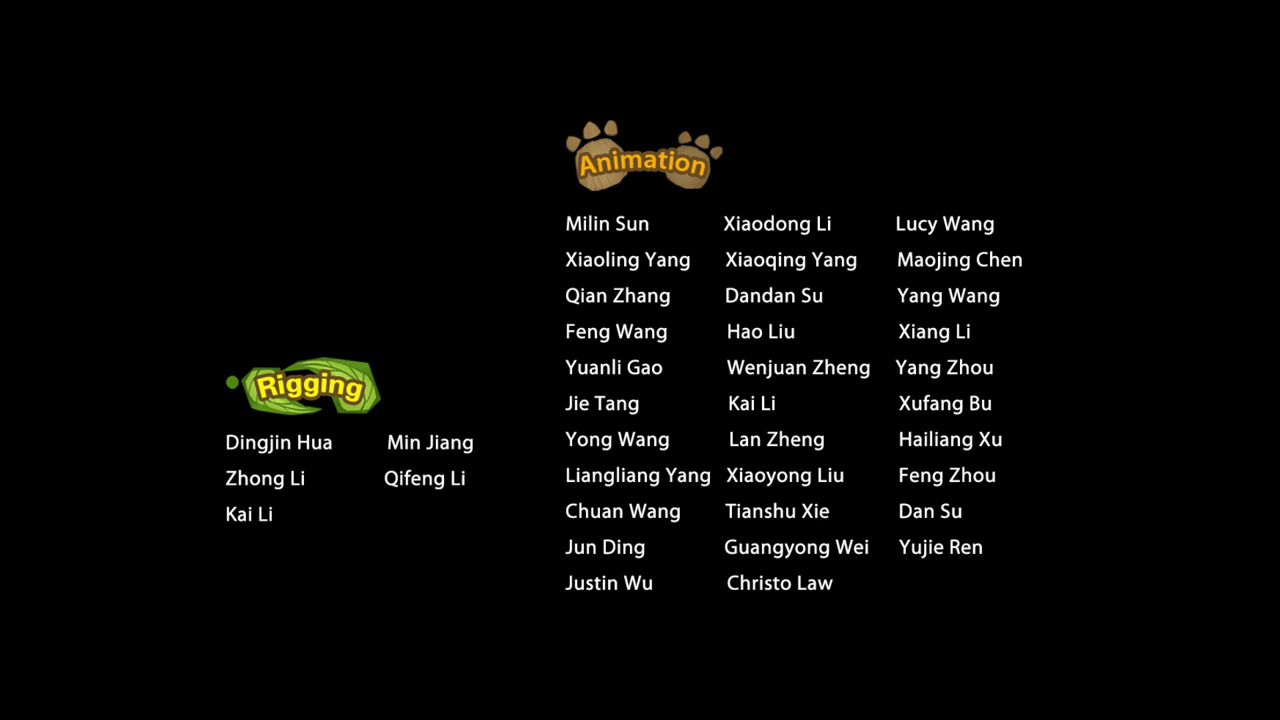 Animation
Milin Sun Xiaodong Li Lucy Wang
Xiaoling Yang Xiaoqing Yang Maojing Chen
Qian Zhang Dandan Su Yang Wang
Feng Wang Hao Liu Xiang Li
Yuanli Gao Wenjuan Zheng Yang Zhou
Jie Tang Kai Li Xufang Bu
Yong Wang Lan Zheng Hailiang Xu
Liangliang Yang Xiaoyong Liu Feng Zhou
Chuan Wang Tianshu Xie Dan Su
Jun Ding Guangyong Wei Yujie Ren
Justin Wu Christo Law
Rigging
Dingjin Hua Min Jiang
Zhong Li Qifeng Li
Kai Li